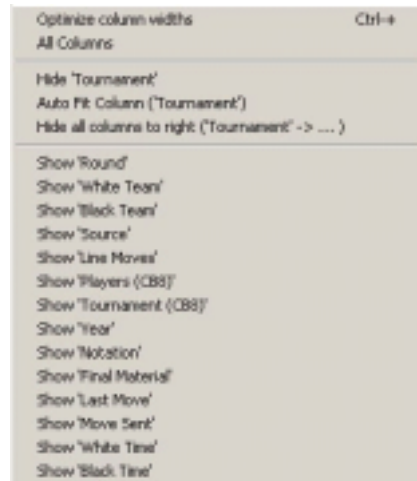 Optimize column widths Ctrl-+
All Columns
Hide 'Tournament'
Auto Fit Column ('Tournament')
Hide all columns to right ('Tournament' -> .... )
Show 'Round'
Show 'White Team'
Show 'Black Team'
Show 'Source'
Show 'Line Moves'
Show 'Players (CB8)'
Show 'Tournament (CB8)'
Show 'Year'
Show 'Notation'
Show 'Final Material'
Show 'Last Move'
Show 'Move Sent'
Show 'White Time'
Show 'Black Time'